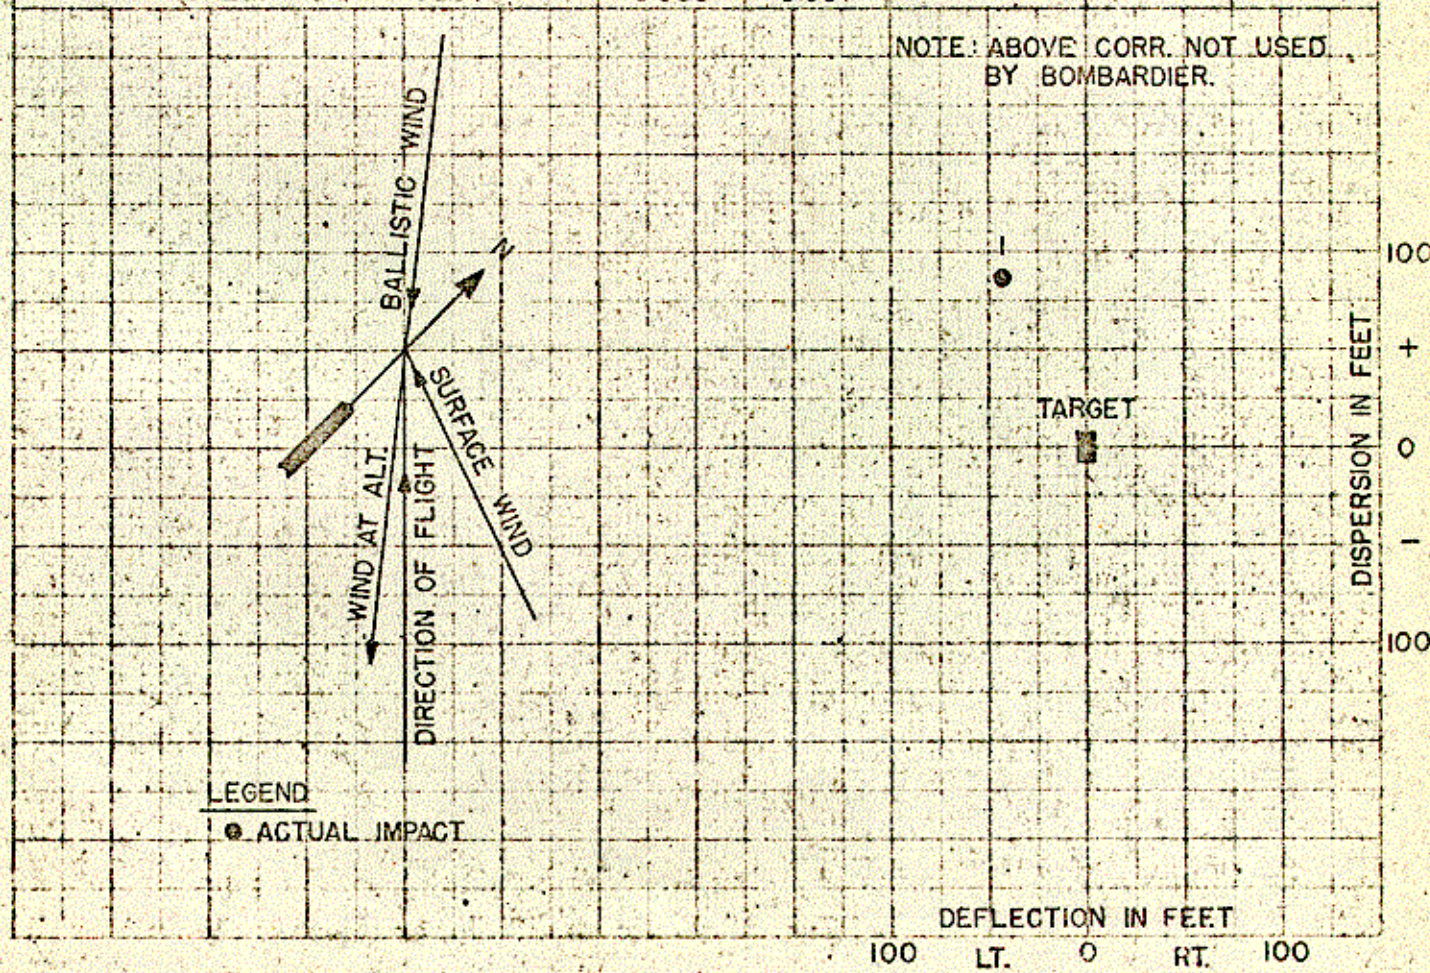 NOTE: ABOVE CORR. NOT USED
BY BOMBARDIER.
BALLISTIC WIND
N
1
100
+
SURFACE WIND
TARGET
DISPERSION IN FEET
0
WIND AT ALT.
DIRECTION OF FLIGHT
-
100
LEGEND
ACTUAL IMPACT
DEFLECTION IN FEET
100 LT. 0 RT. 100